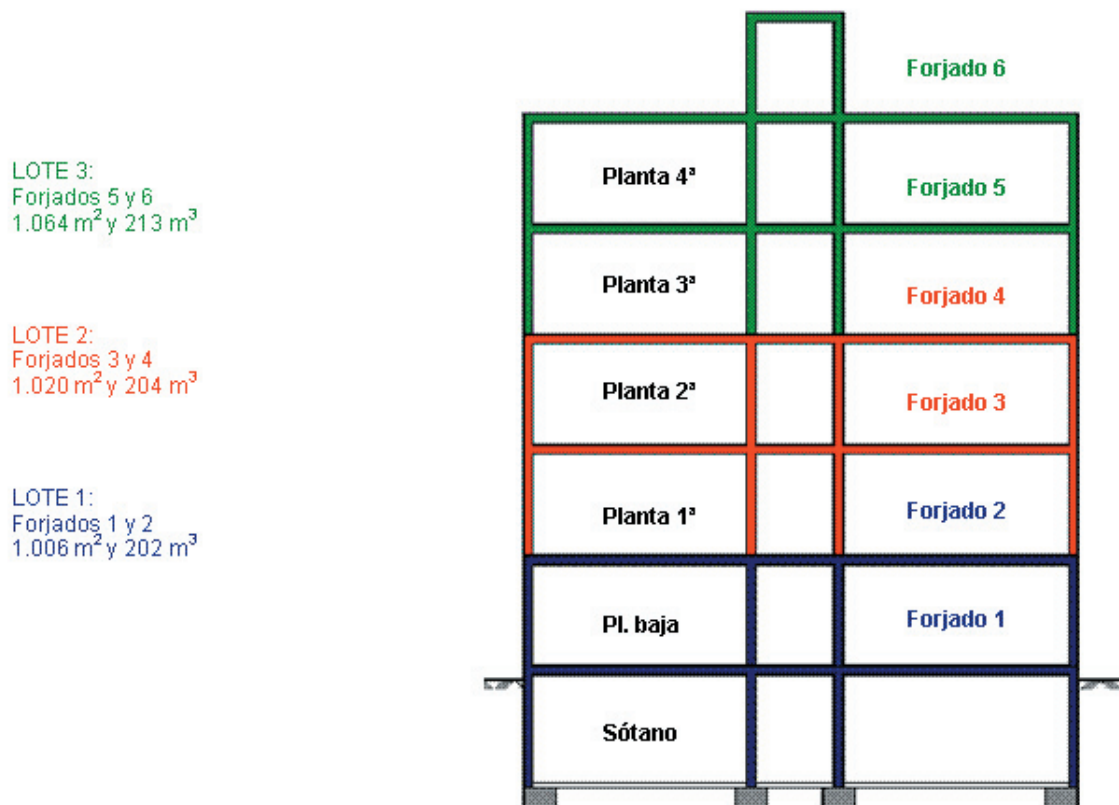 LOTE 3:
Forjados 5 y 6
1.064 m² y 213 m³
LOTE 2:
Forjados 3 y 4
1.020 m² y 204 m³
LOTE 1:
Forjados 1 y 2
1.006 m² y 202 m³
Forjado 6
Planta 4ª
Forjado 5
Planta 3ª
Forjado 4
Planta 2ª
Forjado 3
Planta 1ª
Forjado 2
Pl. baja
Forjado 1
Sótano